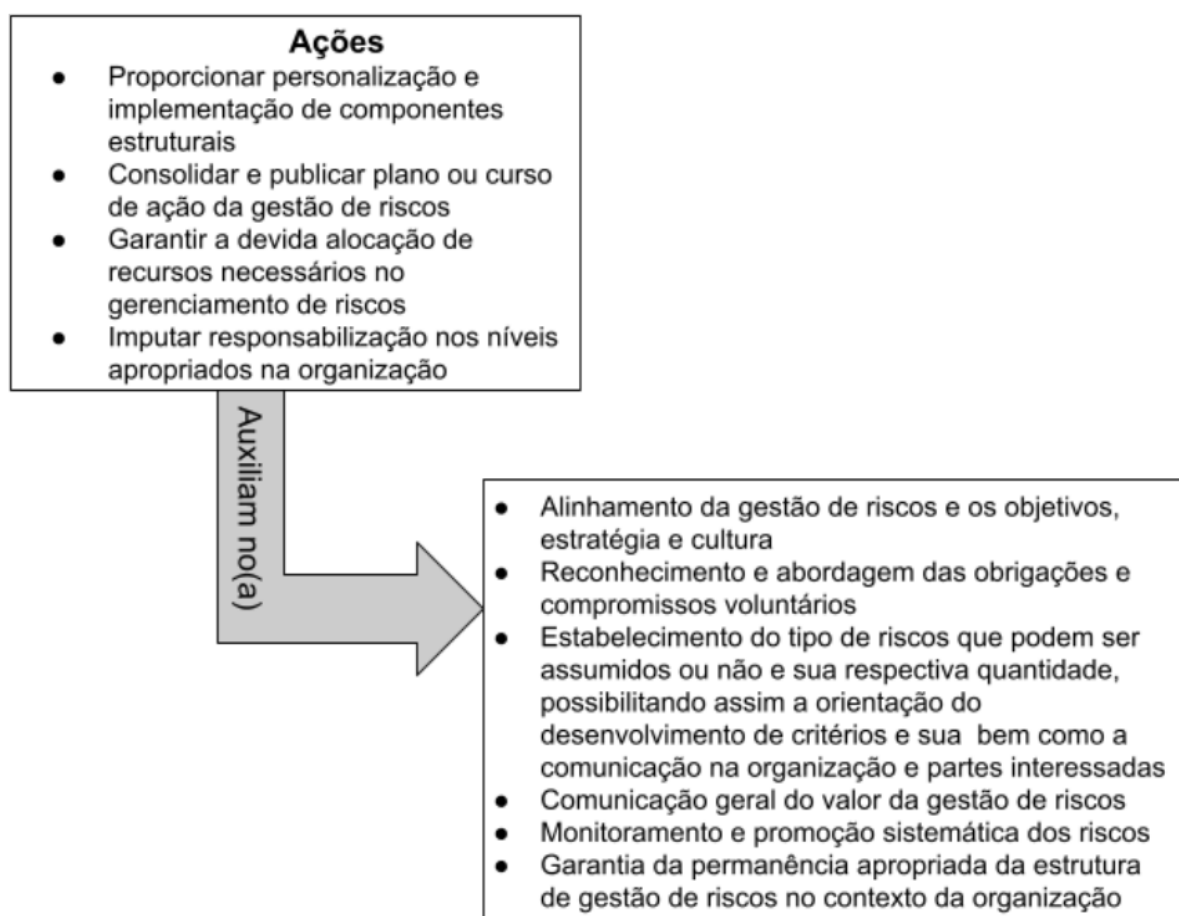 Ações
● Proporcionar personalização e
implementação de componentes
estruturais
● Consolidar e publicar plano ou curso
de ação da gestão de riscos
● Garantir a devida alocação de
recursos necessários no
gerenciamento de riscos
● Imputar responsabilização nos níveis
apropriados na organização
Auxiliam no(a)
● Alinhamento da gestão de riscos e os objetivos,
estratégia e cultura
● Reconhecimento e abordagem das obrigações e
compromissos voluntários
● Estabelecimento do tipo de riscos que podem ser
assumidos ou não e sua respectiva quantidade,
possibilitando assim a orientação do
desenvolvimento de critérios e sua  bem como a
comunicação na organização e partes interessadas
● Comunicação geral do valor da gestão de riscos
● Monitoramento e promoção sistemática dos riscos
● Garantia da permanência apropriada da estrutura
de gestão de riscos no contexto da organização